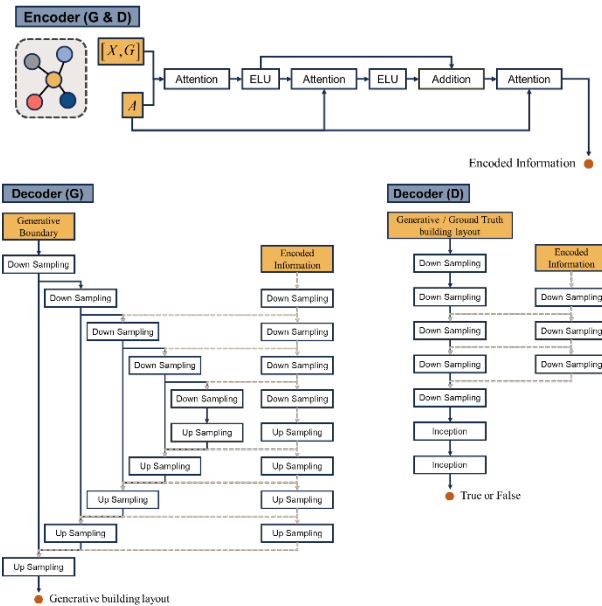 Encoder (G & D)
[X,G]
A
Attention
ELU
Attention
ELU
Addition
Attention
Encoded Information
Decoder (G)
Generative
Boundary
Down Sampling
Down Sampling
Down Sampling
Down Sampling
Down Sampling
Up Sampling
Up Sampling
Up Sampling
Up Sampling
Up Sampling
Generative building layout
Encoded
Information
Down Sampling
Down Sampling
Down Sampling
Down Sampling
Up Sampling
Up Sampling
Up Sampling
Up Sampling
Decoder (D)
Generative / Ground Truth
building layout
Down Sampling
Down Sampling
Down Sampling
Down Sampling
Down Sampling
Inception
Inception
True or False
Encoded
Information
Down Sampling
Down Sampling
Down Sampling